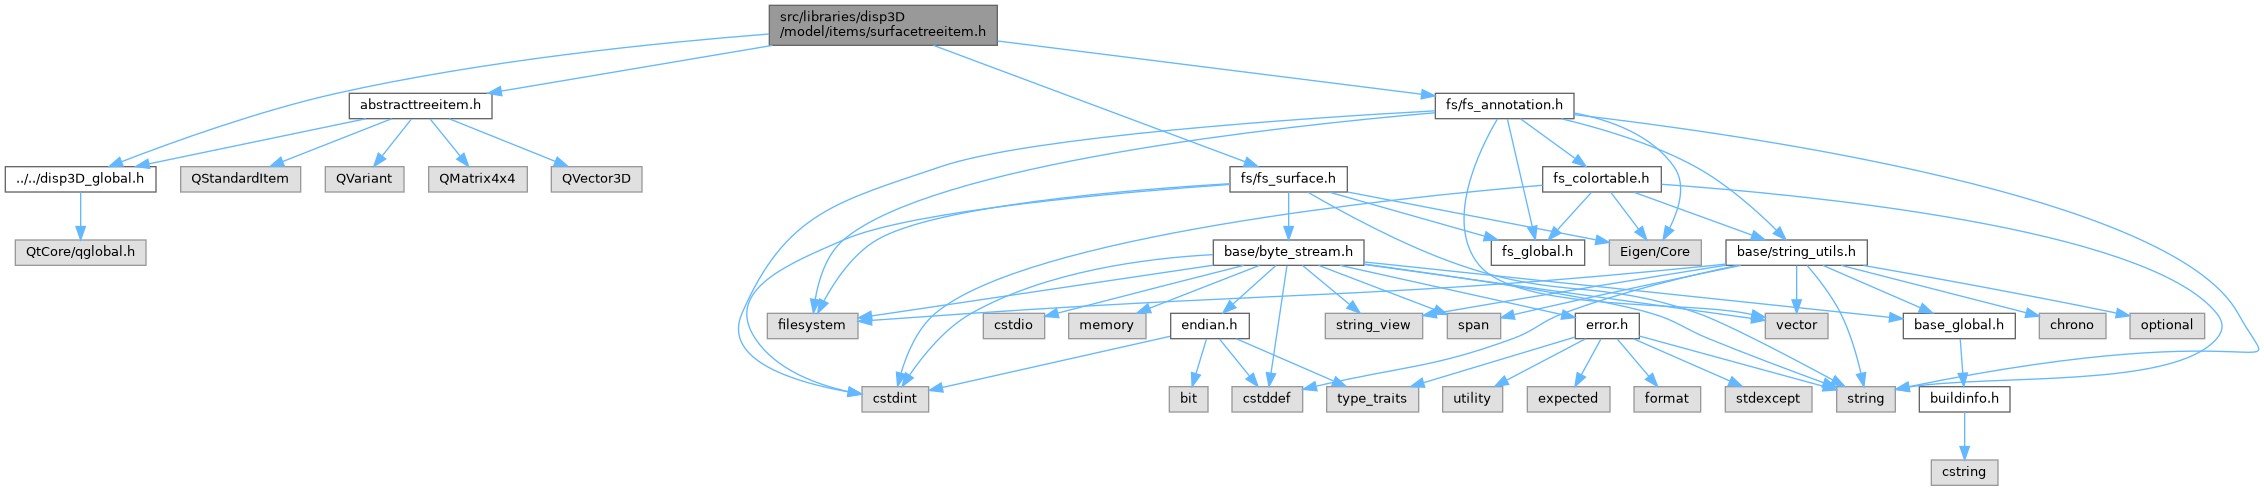 src/libraries/disp3D
/model/items/surfacetreeitem.h
abstracttreeitem.h
fs/fs_annotation.h
../../disp3D_global.h
QStandardItem
QVariant
QMatrix4x4
QVector3D
fs/fs_surface.h
fs_colortable.h
QtCore/qglobal.h
base/byte_stream.h
fs_global.h
Eigen/Core
base/string_utils.h
filesystem
cstdio
memory
endian.h
string_view
span
error.h
vector
base_global.h
chrono
optional
cstdint
bit
cstddef
type_traits
utility
expected
format
stdexcept
string
buildinfo.h
cstring